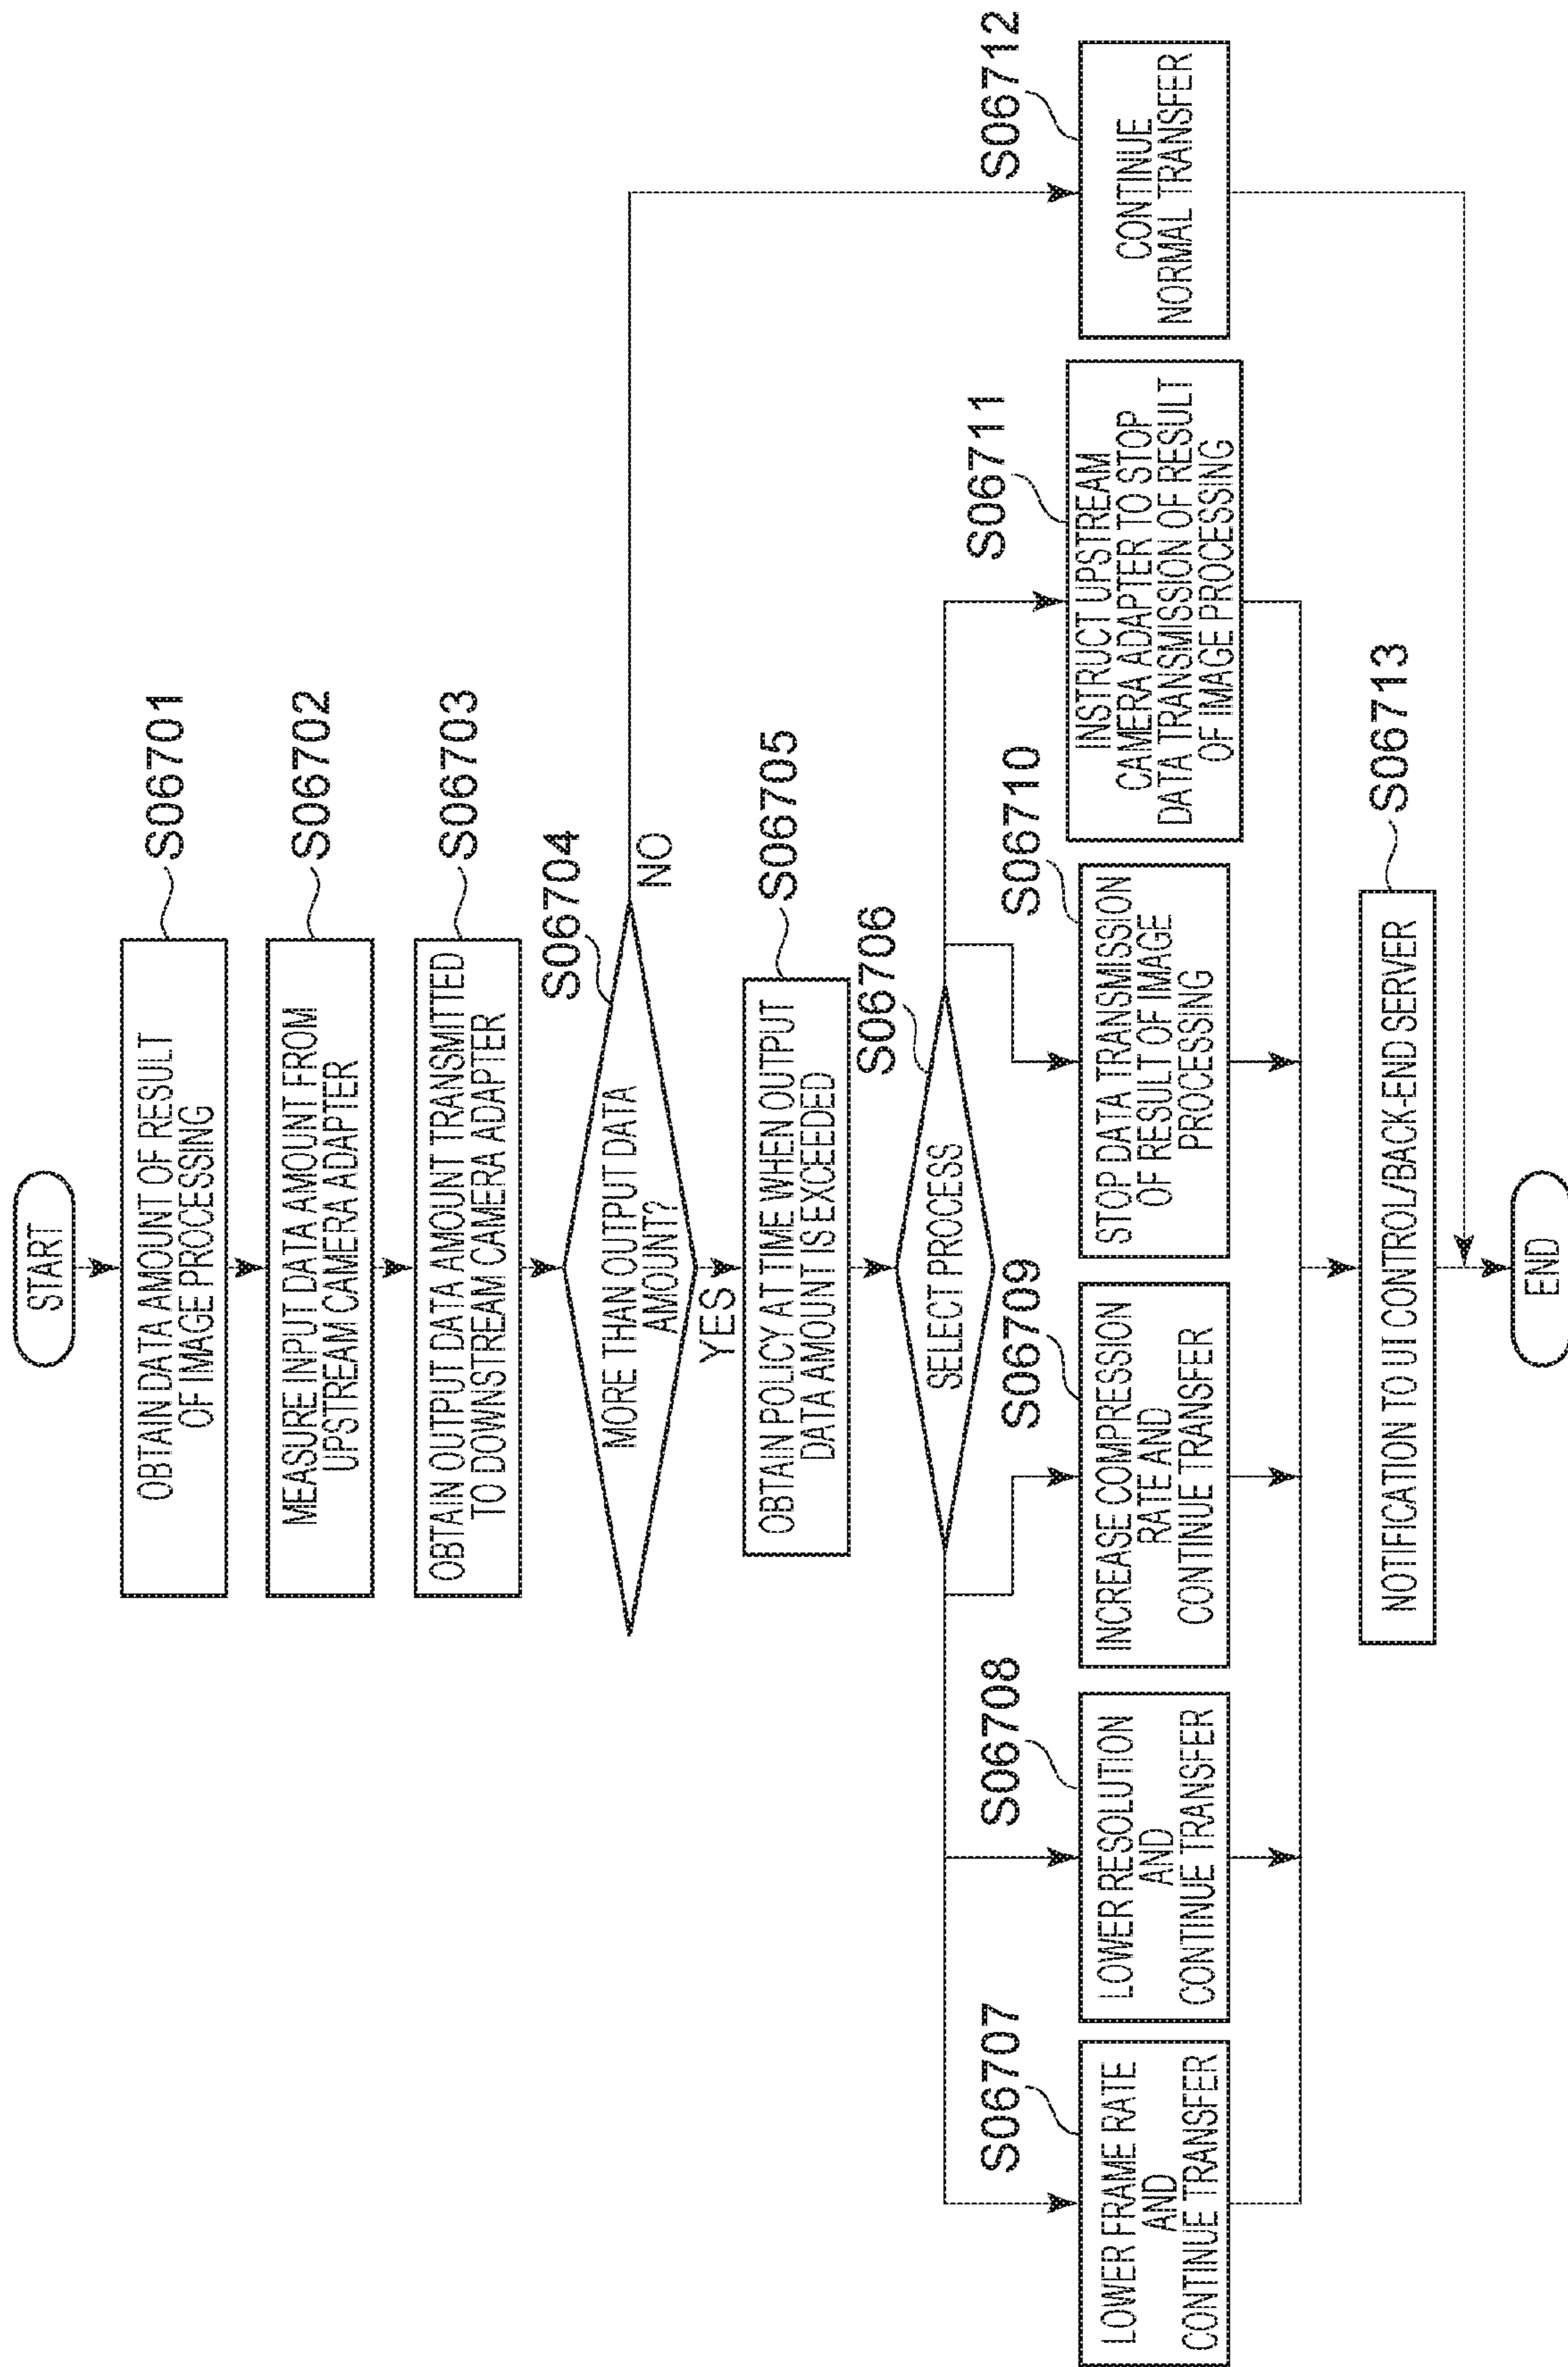 START
S06701
OBTAIN DATA AMOUNT OF RESULT
OF IMAGE PROCESSING
S06702
MEASURE INPUT DATA AMOUNT FROM
UPSTREAM CAMERA ADAPTER
S06703
OBTAIN OUTPUT DATA AMOUNT TRANSMITTED
TO DOWNSTREAM CAMERA ADAPTER
S06704
MORE THAN OUTPUT DATA
AMOUNT?
NO
YES
S06705
OBTAIN POLICY AT TIME WHEN OUTPUT
DATA AMOUNT IS EXCEEDED
S06706
SELECT PROCESS
S06707
LOWER FRAME RATE
AND
CONTINUE TRANSFER
S06708
LOWER RESOLUTION
AND
CONTINUE TRANSFER
S06709
INCREASE COMPRESSION
RATE AND
CONTINUE TRANSFER
S06710
STOP DATA TRANSMISSION
OF RESULT OF IMAGE
PROCESSING
S06711
INSTRUCT UPSTREAM
CAMERA ADAPTER TO STOP
DATA TRANSMISSION OF RESULT
OF IMAGE PROCESSING
S06712
CONTINUE
NORMAL TRANSFER
S06713
NOTIFICATION TO UI CONTROL/BACK-END SERVER
END